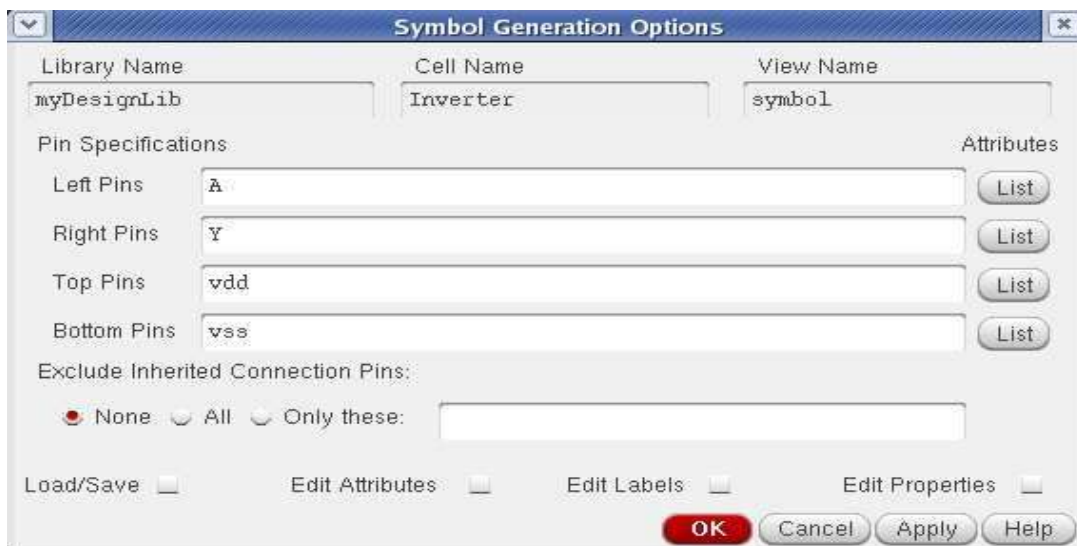 Symbol Generation Options
Library Name Cell Name View Name
myDesignLib Inverter symbol
Pin Specifications Attributes
Left Pins A List
Right Pins Y List
Top Pins vdd List
Bottom Pins vss List
Exclude Inherited Connection Pins:
None All Only these:
Load/Save Edit Attributes Edit Labels Edit Properties
OK Cancel Apply Help